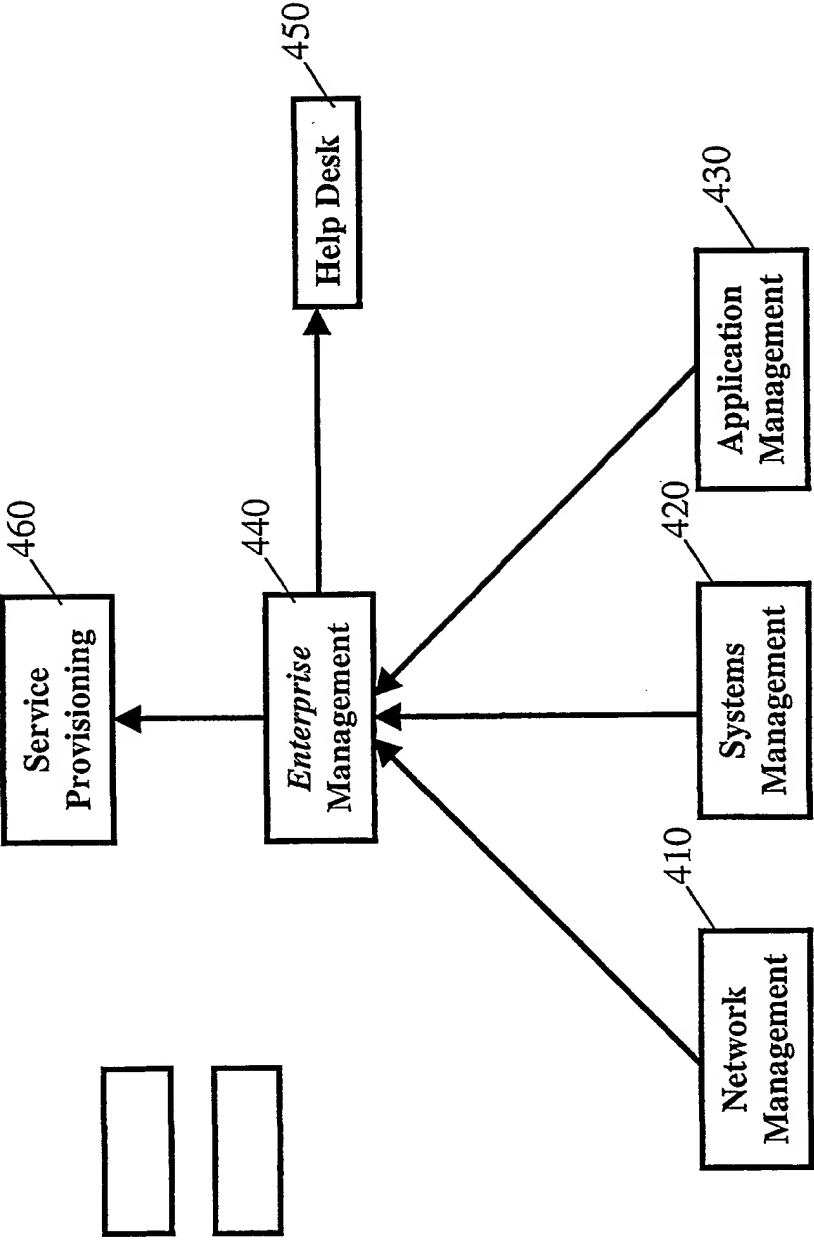 460
Service
Provisioning
440
Enterprise
Management
450
Help Desk
410
Network
Management
420
Systems
Management
430
Application
Management